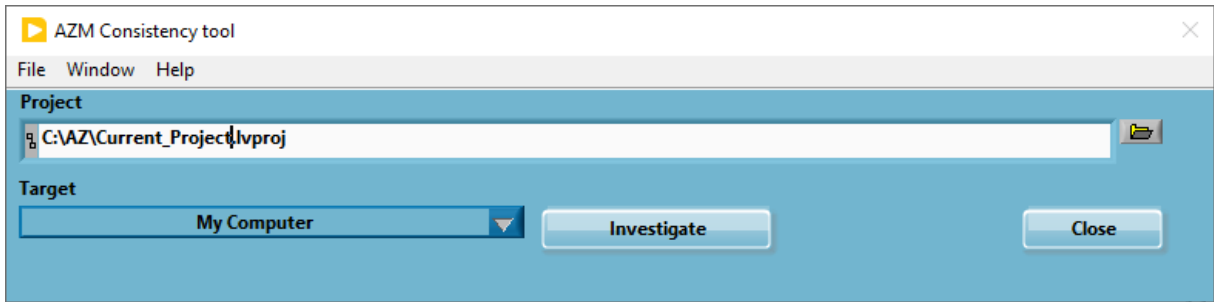 AZM Consistency tool
File Window Help
Project
C:\AZ\Current_Project.lvproj
Target
My Computer
Investigate
Close